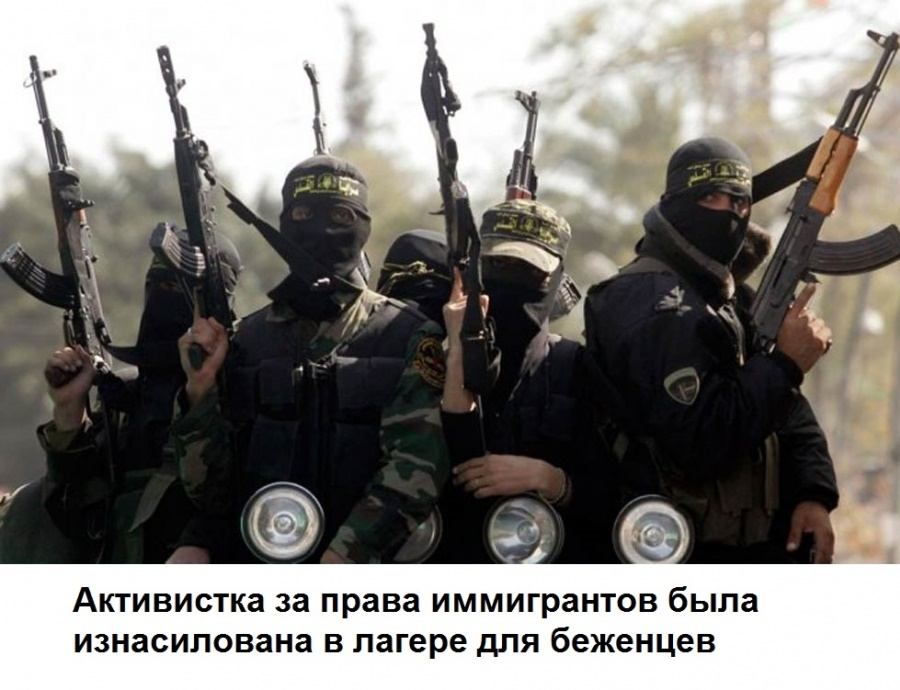 Активистка за права иммигрантов была
изнасилована в лагере для беженцев